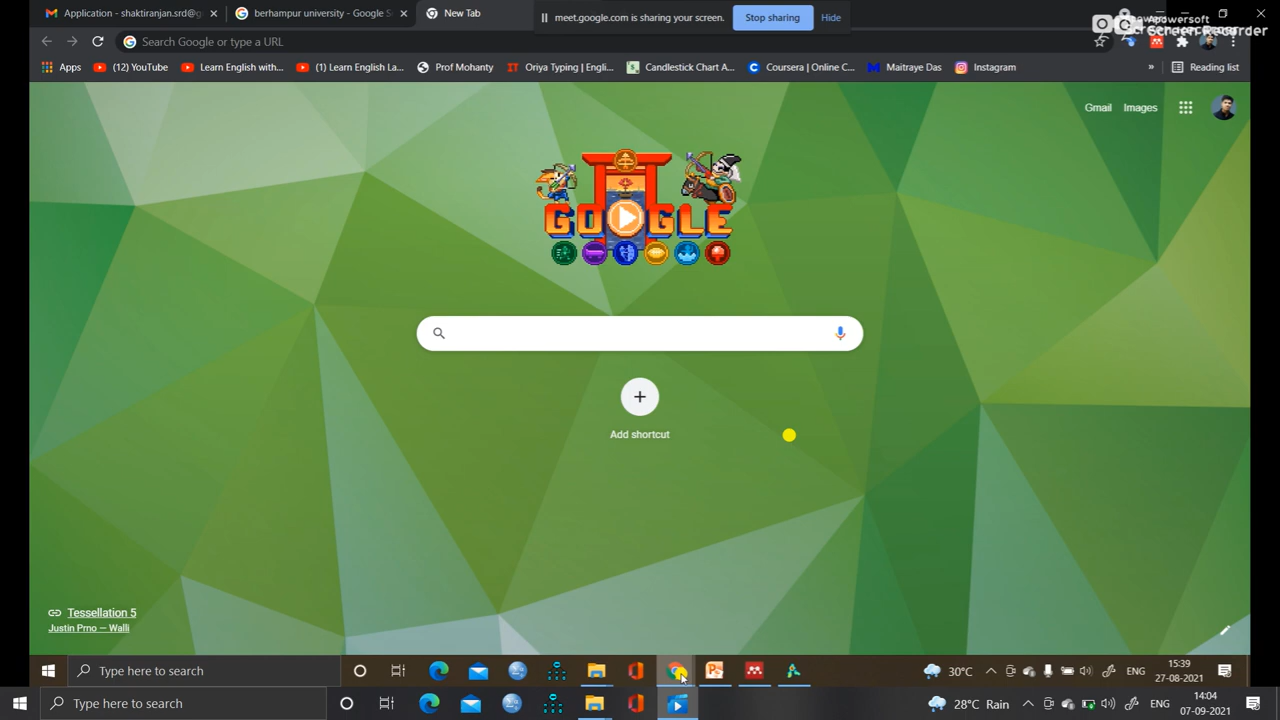 Application - shaktiranjan.srd@g
berhampur university - Google S
New Tab
meet.google.com is sharing your screen.
Stop sharing
Hide
Apowersoft
Screen Recorder
Search Google or type a URL
Apps
(12) YouTube
Learn English with...
(1) Learn English La...
Prof Mohanty
Oriya Typing | Engli...
Candlestick Chart A...
Coursera | Online C...
Maitraye Das
Instagram
»
Reading list
Gmail
Images
GOOGLE
Add shortcut
Tessellation 5
Justin Prno — Walli
Type here to search
30°C
ENG
15:39
27-08-2021
Type here to search
28°C Rain
ENG
14:04
07-09-2021